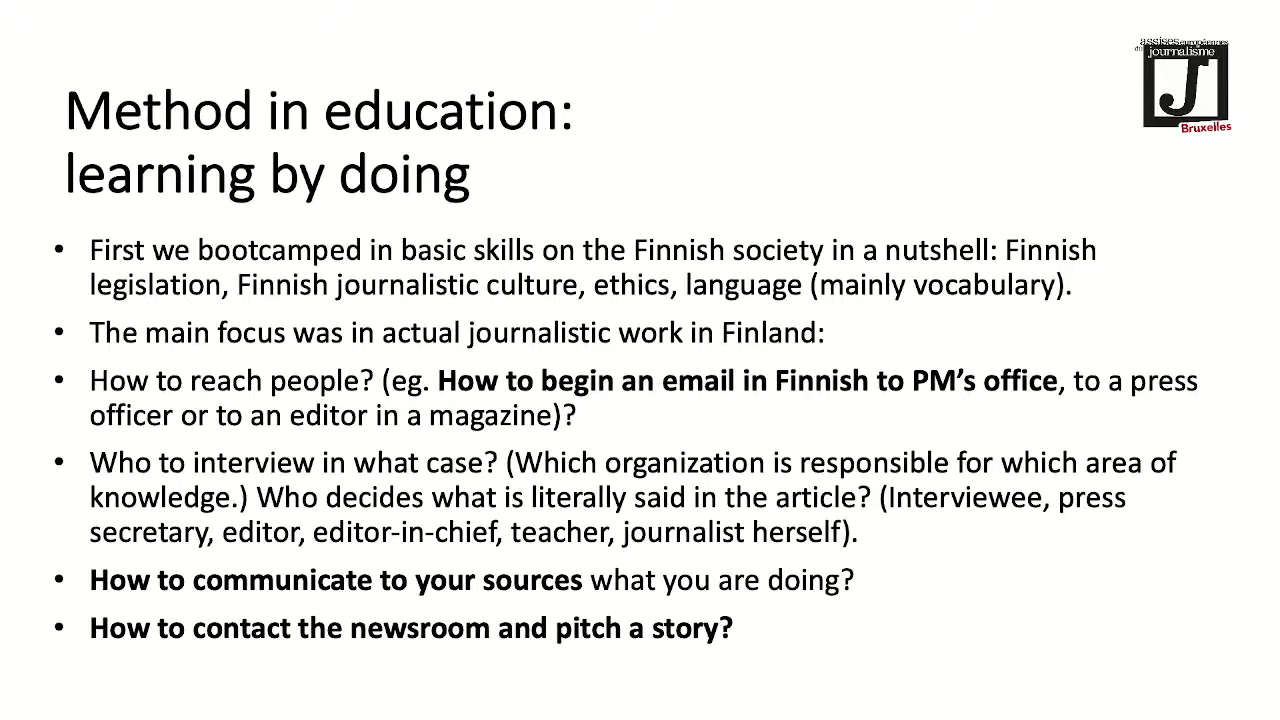 assises européennes
du journalisme
J
Bruxelles
Method in education:
learning by doing
• First we bootcamped in basic skills on the Finnish society in a nutshell: Finnish
legislation, Finnish journalistic culture, ethics, language (mainly vocabulary).
• The main focus was in actual journalistic work in Finland:
• How to reach people? (eg. How to begin an email in Finnish to PM’s office, to a press
officer or to an editor in a magazine)?
• Who to interview in what case? (Which organization is responsible for which area of
knowledge.) Who decides what is literally said in the article? (Interviewee, press
secretary, editor, editor-in-chief, teacher, journalist herself).
• How to communicate to your sources what you are doing?
• How to contact the newsroom and pitch a story?